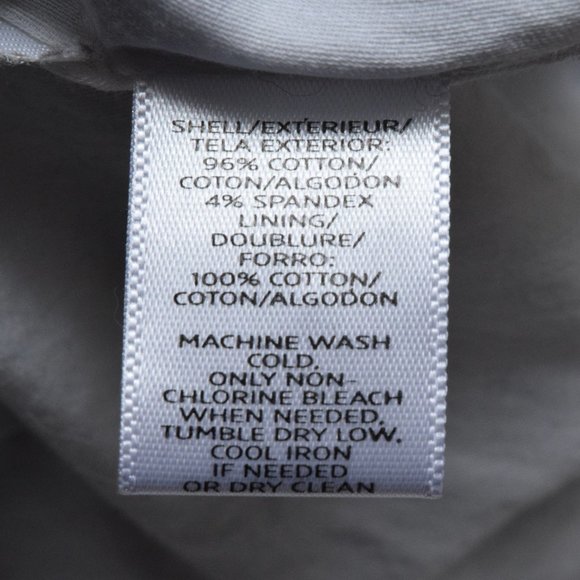 SHELL/EXTERIEUR/
TELA EXTERIOR:
96% COTTON/
COTON/ALGODON
4% SPANDEX
LINING/
DOUBLURE/
FORRO:
100% COTTON/
COTON/ALGODON
MACHINE WASH
COLD.
ONLY NON-
CHLORINE BLEACH
WHEN NEEDED.
TUMBLE DRY LOW.
COOL IRON
IF NEEDED
OR DRY CLEAN